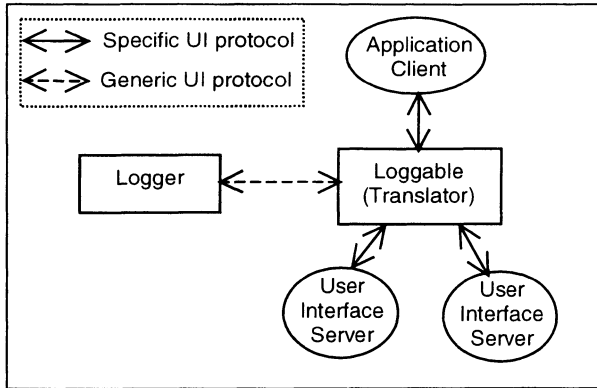 Specific UI protocol
Generic UI protocol
Application
Client
Logger
Loggable
(Translator)
User
Interface
Server
User
Interface
Server